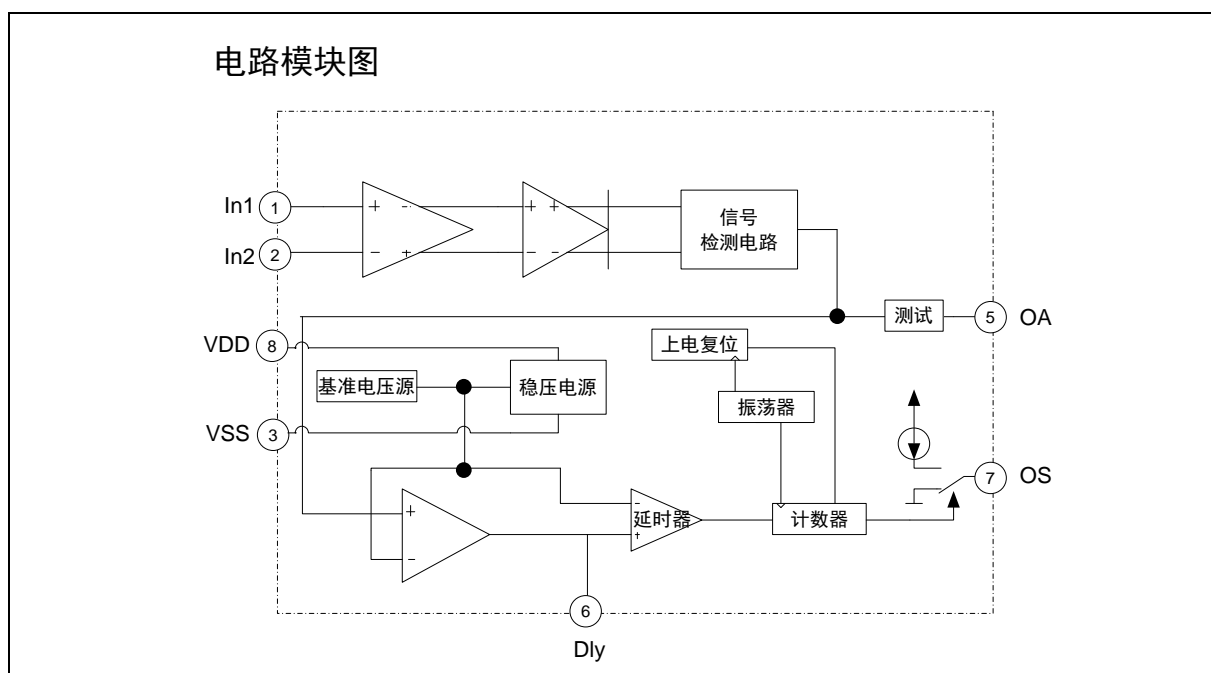 电路模块图
In1 1
+ - + +
信号
检测电路
In2 2
- + - -
测试 5 OA
VDD 8
上电复位
基准电压源
稳压电源
振荡器
VSS 3
7 OS
+
-
-
延时器
+
计数器
6
Dly